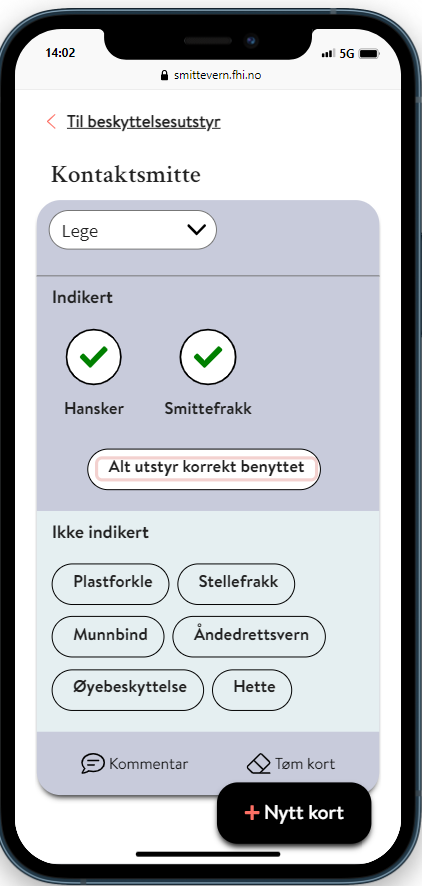 14:02
5G
smittevern.fhi.no
Til beskyttelsesutstyr
Kontaktsmitte
Lege
Indikert
Hansker
Smittefrakk
Alt utstyr korrekt benyttet
Ikke indikert
Plastforkle
Stellefrakk
Munnbind
Åndedrettsvern
Øyebeskyttelse
Hette
Kommentar
Tøm kort
+ Nytt kort